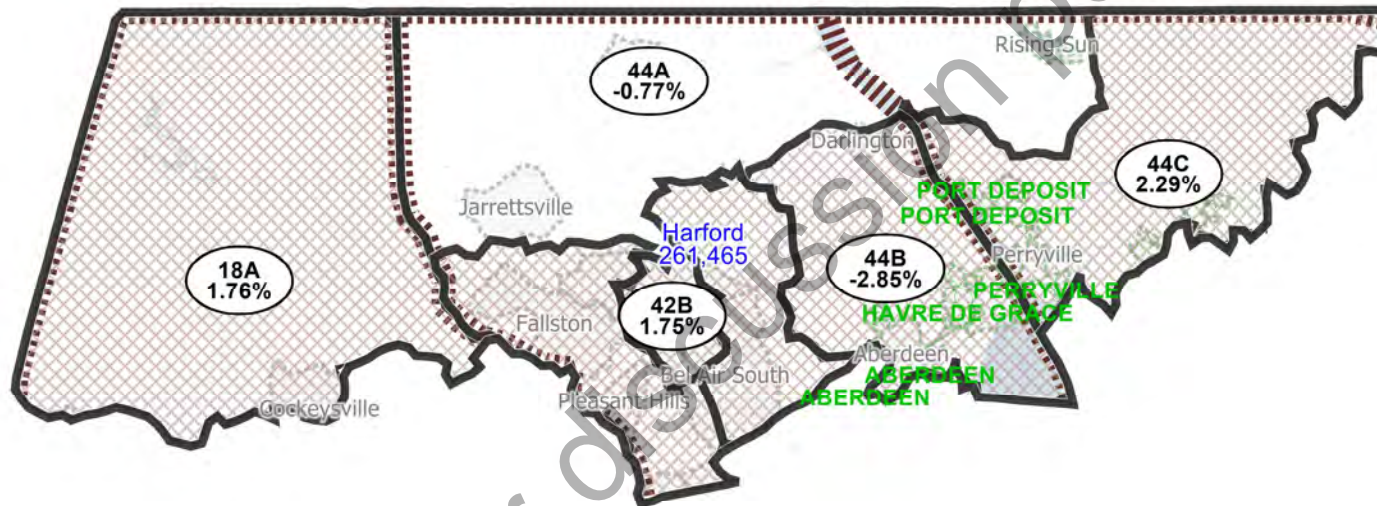 Rising Sun
44A
-0.77%
Darlington
44C
2.29%
PORT DEPOSIT
Jarrettsville
PORT DEPOSIT
Harford
261,465
44B
-2.85%
Perryville
18A
1.76%
PERRYVILLE
42B
1.75%
HAVRE DE GRACE
Fallston
Aberdeen
Bel Air South
ABERDEEN
Pleasant Hills
ABERDEEN
Cockeysville
discussion